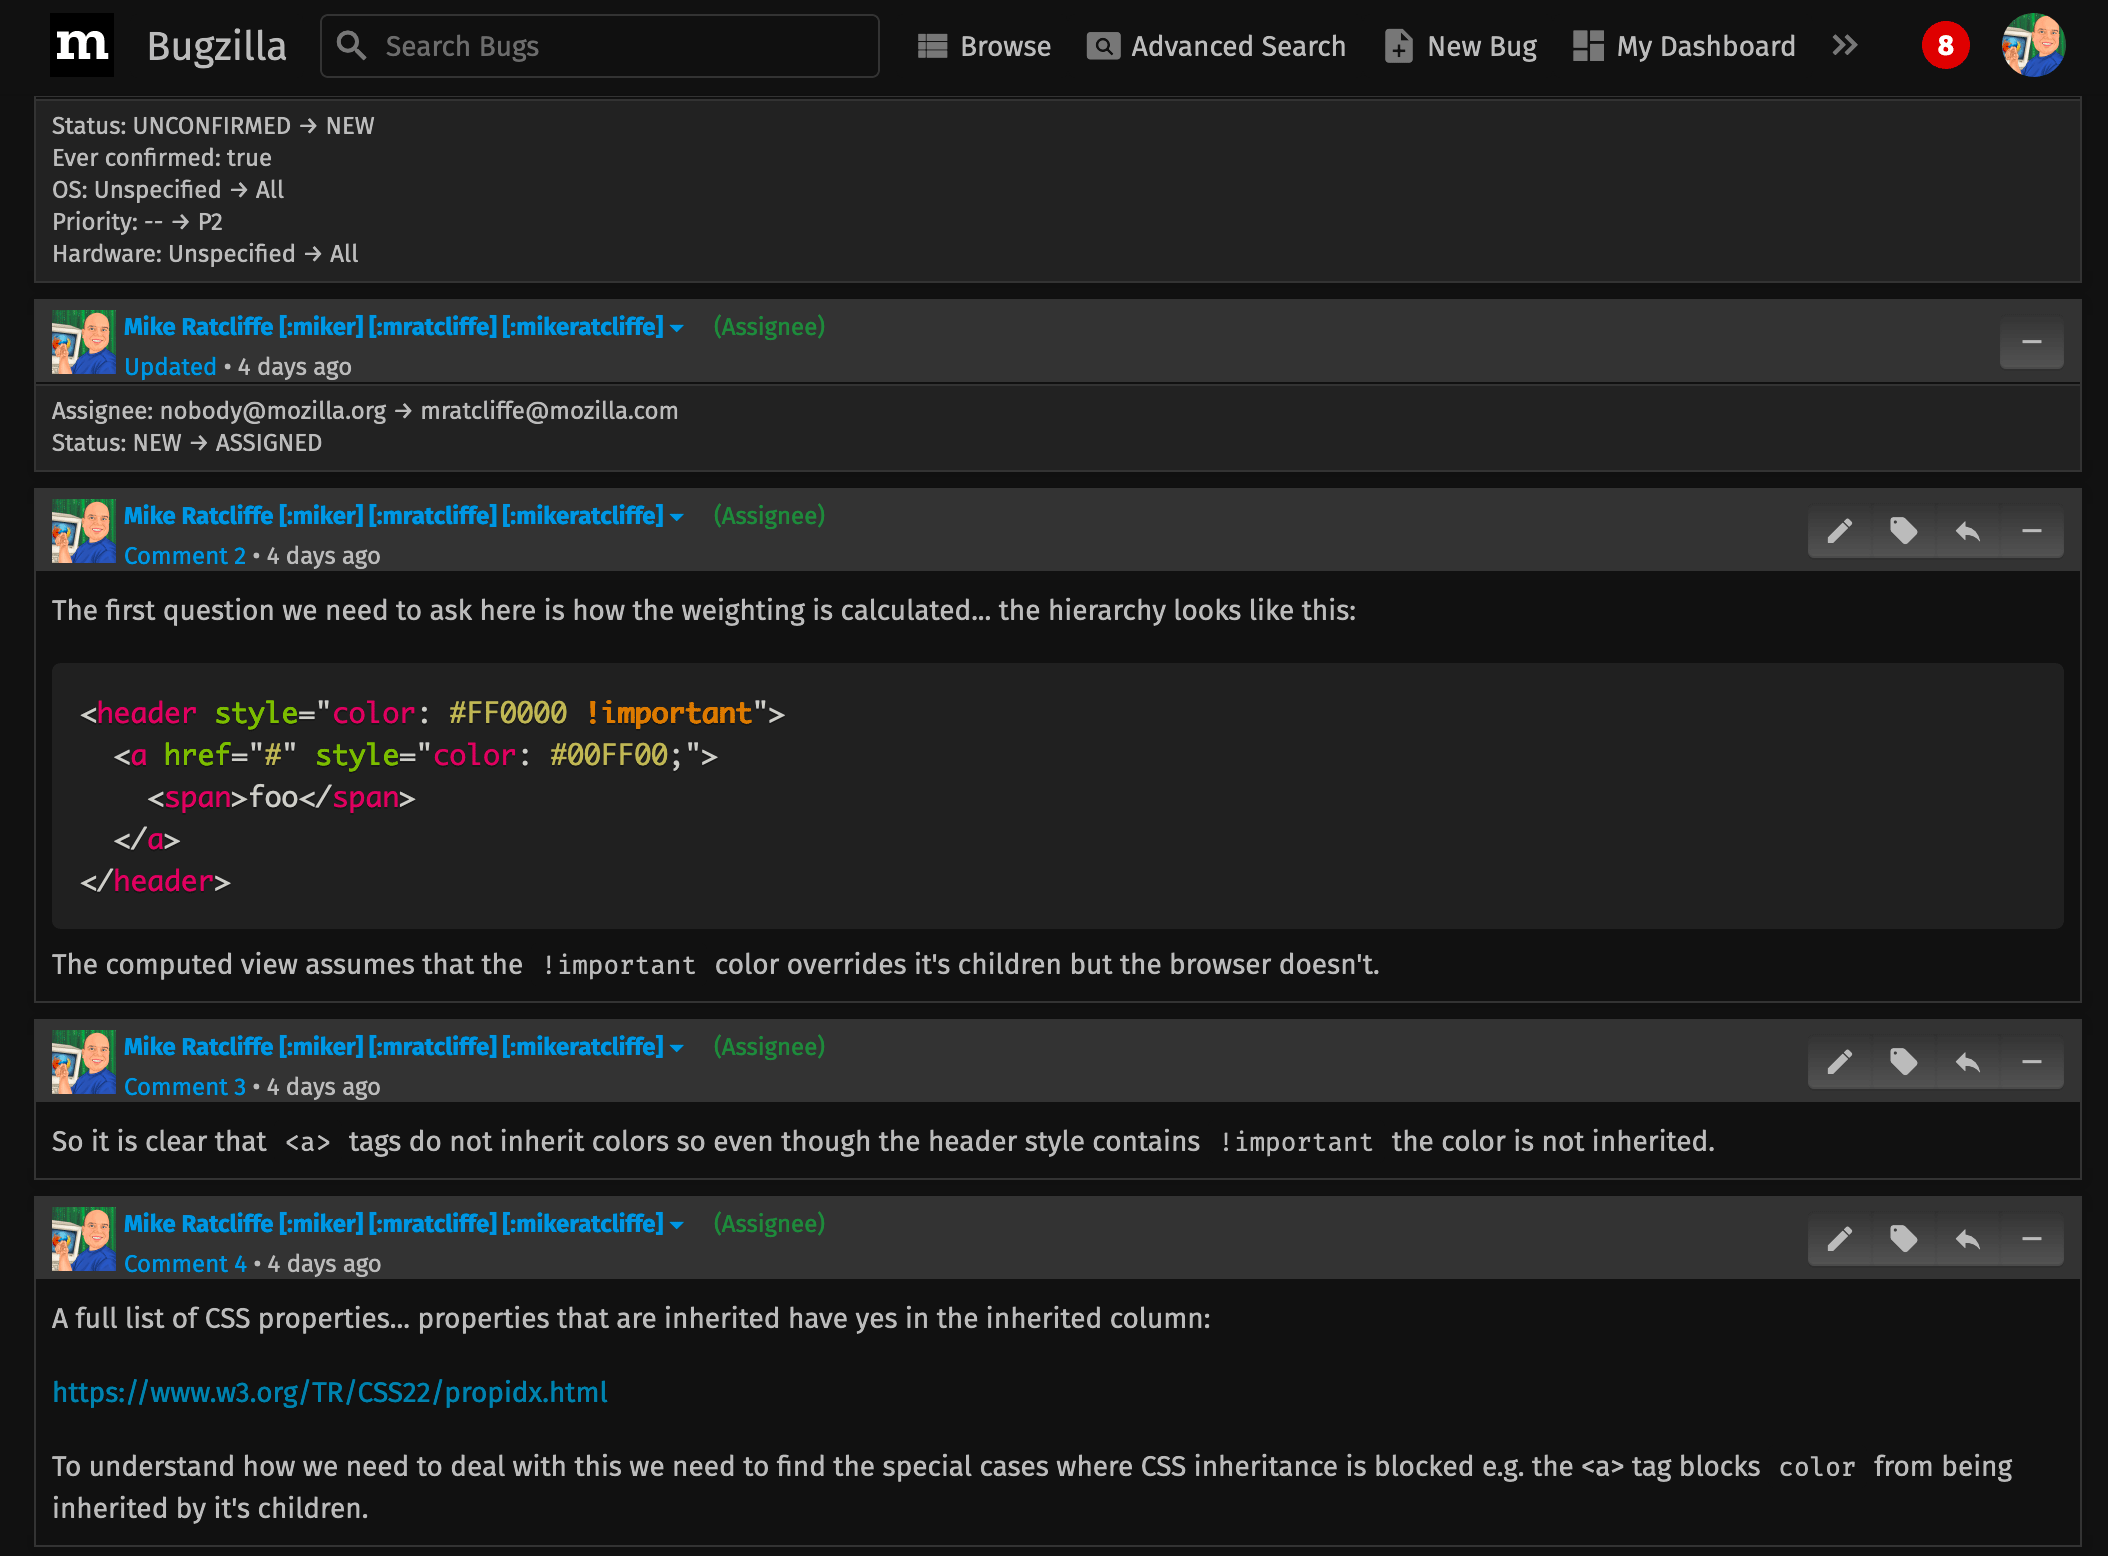 m Bugzilla Search Bugs Browse Advanced Search New Bug My Dashboard 8
Status: UNCONFIRMED → NEW
Ever confirmed: true
OS: Unspecified → All
Priority: -- → P2
Hardware: Unspecified → All
Mike Ratcliffe [:miker] [:mratcliffe] [:mikeratcliffe] (Assignee)
Updated • 4 days ago
Assignee: nobody@mozilla.org → mratcliffe@mozilla.com
Status: NEW → ASSIGNED
Mike Ratcliffe [:miker] [:mratcliffe] [:mikeratcliffe] (Assignee)
Comment 2 • 4 days ago
The first question we need to ask here is how the weighting is calculated... the hierarchy looks like this:
<header style="color: #FF0000 !important">
  <a href="#" style="color: #00FF00;">
    <span>foo</span>
  </a>
</header>
The computed view assumes that the !important color overrides it's children but the browser doesn't.
Mike Ratcliffe [:miker] [:mratcliffe] [:mikeratcliffe] (Assignee)
Comment 3 • 4 days ago
So it is clear that <a> tags do not inherit colors so even though the header style contains !important the color is not inherited.
Mike Ratcliffe [:miker] [:mratcliffe] [:mikeratcliffe] (Assignee)
Comment 4 • 4 days ago
A full list of CSS properties... properties that are inherited have yes in the inherited column:
https://www.w3.org/TR/CSS22/propidx.html
To understand how we need to deal with this we need to find the special cases where CSS inheritance is blocked e.g. the <a> tag blocks color from being
inherited by it's children.